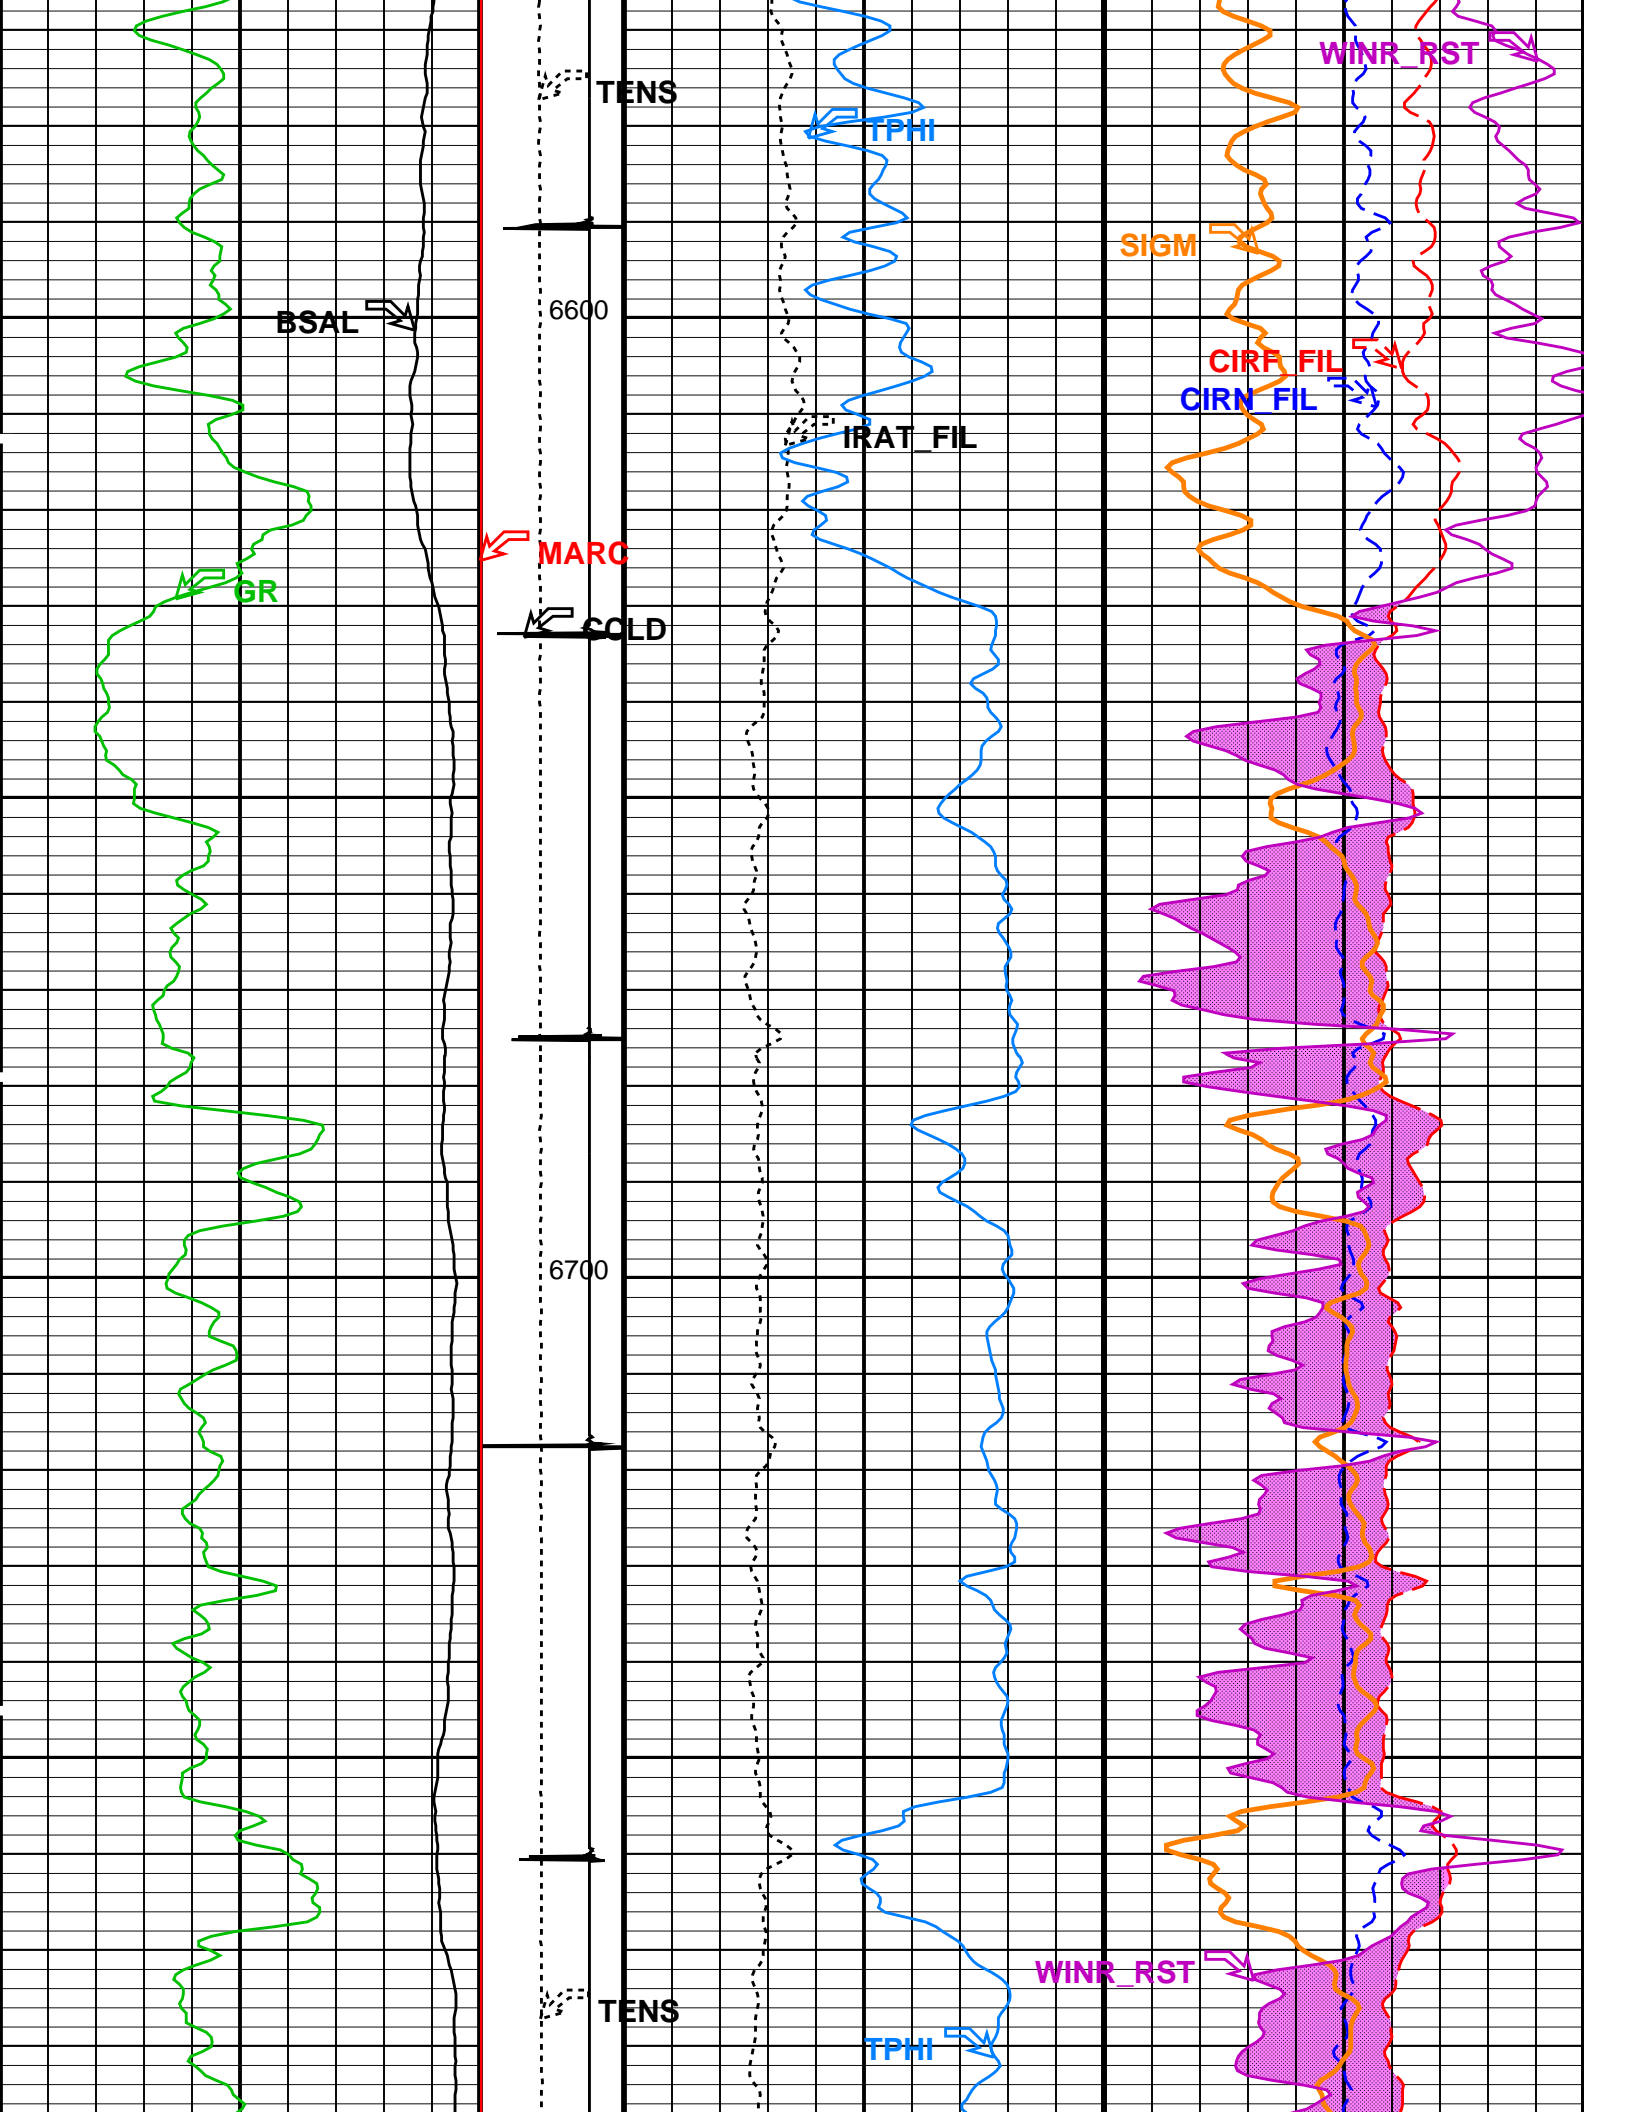 WINR_RST
TENS
TPHI
SIGM
6600
BSAL
CIRF_FIL
CIRN_FIL
IRAT_FIL
MARC
GR
CCLD
6700
WINR_RST
TENS
TPHI